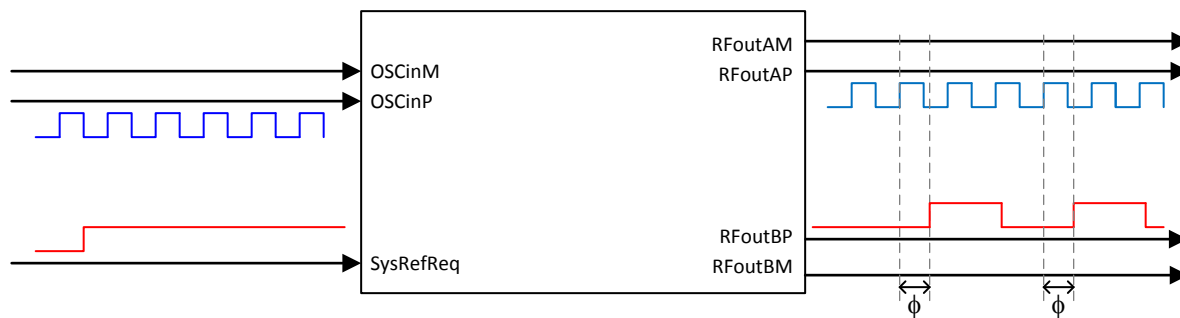 RFoutAM
OSCinM
RFoutAP
OSCinP
RFoutBP
SysRefReq
RFoutBM
ϕ
ϕ